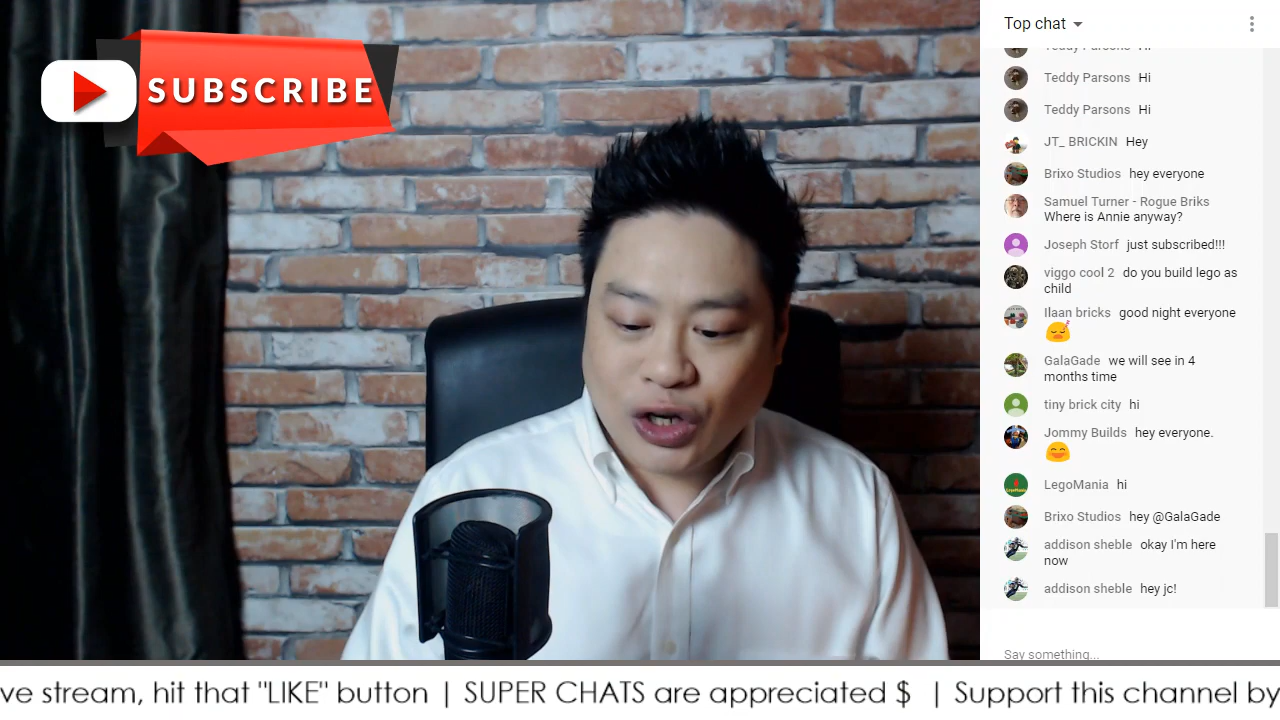 SUBSCRIBE
Top chat
Teddy Parsons Hi
Teddy Parsons Hi
Teddy Parsons Hi
JT_ BRICKIN Hey
Brixo Studios hey everyone
Samuel Turner - Rogue Briks
Where is Annie anyway?
Joseph Storf just subscribed!!!
viggo cool 2 do you build lego as
child
Ilaan bricks good night everyone
GalaGade we will see in 4
months time
tiny brick city hi
Jommy Builds hey everyone.
LegoMania hi
Brixo Studios hey @GalaGade
addison sheble okay I'm here
now
addison sheble hey jc!
Say something...
ve stream, hit that "LIKE" button | SUPER CHATS are appreciated $ | Support this channel by